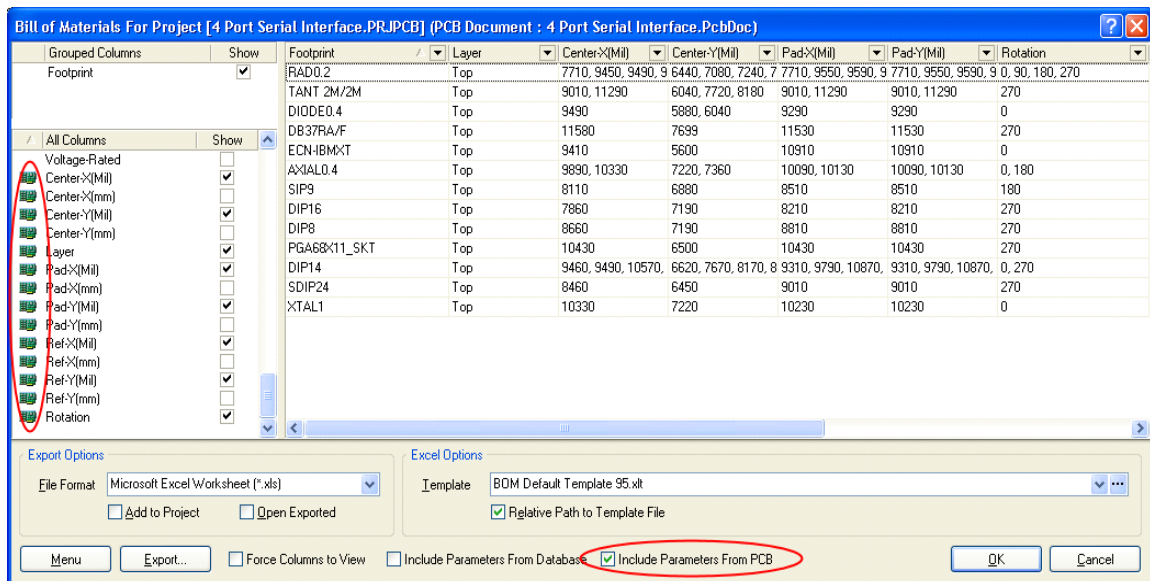 Bill of Materials For Project [4 Port Serial Interface.PRJPCB] (PCB Document : 4 Port Serial Interface.PcbDoc)
Grouped Columns Show
Footprint
All Columns Show
Voltage-Rated
Center-X(Mil)
Center-X(mm)
Center-Y(Mil)
Center-Y(mm)
Layer
Pad-X(Mil)
Pad-X(mm)
Pad-Y(Mil)
Pad-Y(mm)
Ref-X(Mil)
Ref-X(mm)
Ref-Y(Mil)
Ref-Y(mm)
Rotation
Footprint Layer Center-X(Mil) Center-Y(Mil) Pad-X(Mil) Pad-Y(Mil) Rotation
RAD0.2 Top 7710, 9450, 9490, 9 6440, 7080, 7240, 7 7710, 9550, 9590, 9 7710, 9550, 9590, 9 0, 90, 180, 270
TANT 2M/2M Top 9010, 11290 6040, 7720, 8180 9010, 11290 9010, 11290 270
DIODE0.4 Top 9490 5880, 6040 9290 9290 0
DB37RA/F Top 11580 7699 11530 11530 270
ECN-IBMXT Top 9410 5600 10910 10910 0
AXIAL0.4 Top 9890, 10330 7220, 7360 10090, 10130 10090, 10130 0, 180
SIP9 Top 8110 6880 8510 8510 180
DIP16 Top 7860 7190 8210 8210 270
DIP8 Top 8660 7190 8810 8810 270
PGA68X11_SKT Top 10430 6500 10430 10430 270
DIP14 Top 9460, 9490, 10570, 6620, 7670, 8170, 8 9310, 9790, 10870, 9310, 9790, 10870, 0, 270
SDIP24 Top 8460 6450 9010 9010 270
XTAL1 Top 10330 7220 10230 10230 0
Export Options
File Format Microsoft Excel Worksheet (*.xls)
Add to Project Open Exported
Excel Options
Template BOM Default Template 95.xlt
Relative Path to Template File
Menu Export... Force Columns to View Include Parameters From Database Include Parameters From PCB OK Cancel